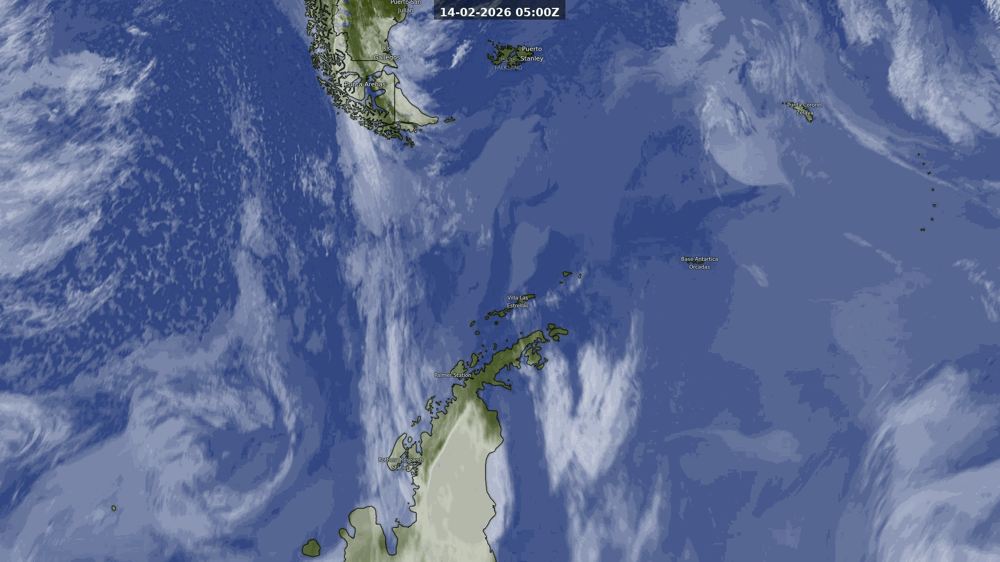 Puerto San
Julián
14-02-2026 05:00Z
Río
Gallegos
Puerto
Stanley
ISLAS
FALKLAND
Punta Arenas
Punta Coronel
Zelaya
Base Antartica
Orcadas
Villa Las
Estrellas
Palmer Station
Rothera Research
Station